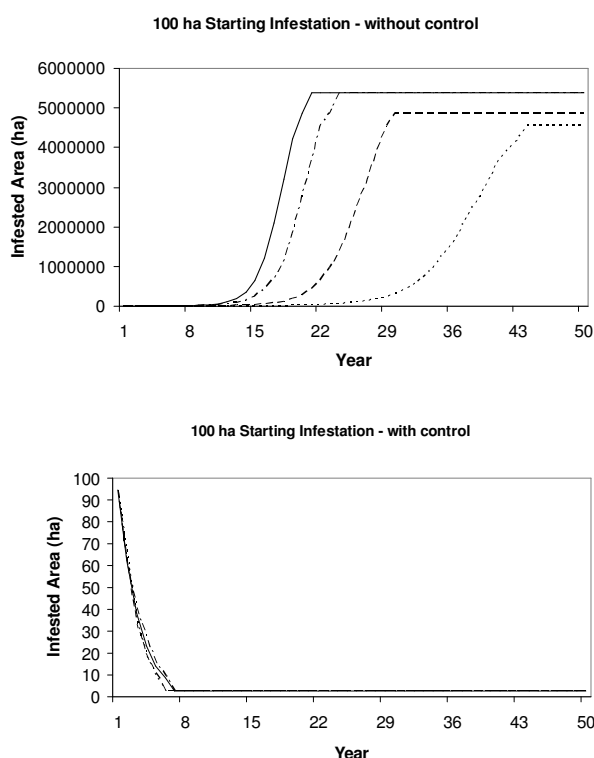 100 ha Starting Infestation - without control
Infested Area (ha)
6000000
5000000
4000000
3000000
2000000
1000000
0
1 8 15 22 29 36 43 50
Year
100 ha Starting Infestation - with control
Infested Area (ha)
100
90
80
70
60
50
40
30
20
10
0
1 8 15 22 29 36 43 50
Year